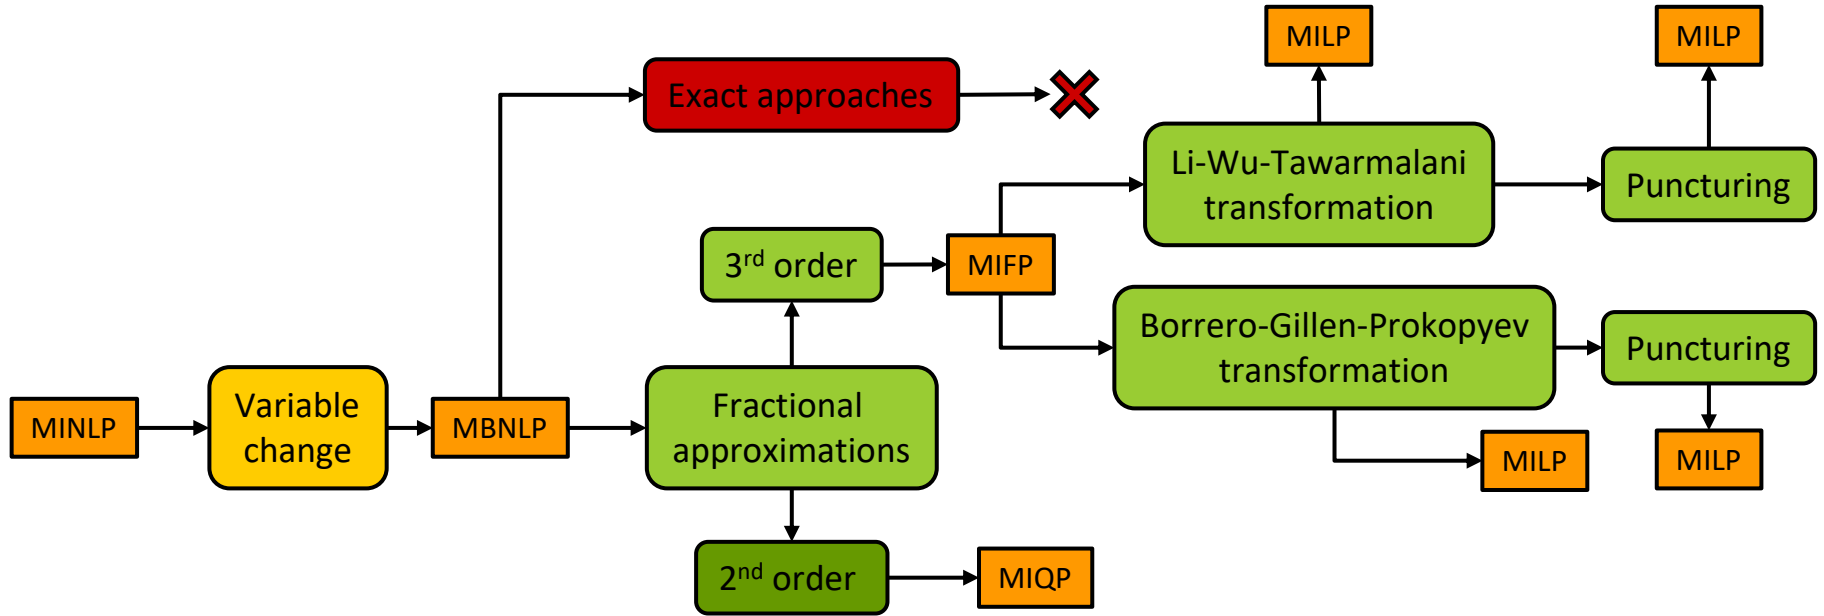 MILP
MILP
Exact approaches
Li-Wu-Tawarmalani
transformation
Puncturing
3rd order
MIFP
Borrero-Gillen-Prokopyev
transformation
Puncturing
MINLP
Variable
change
MBNLP
Fractional
approximations
MILP
MILP
2nd order
MIQP